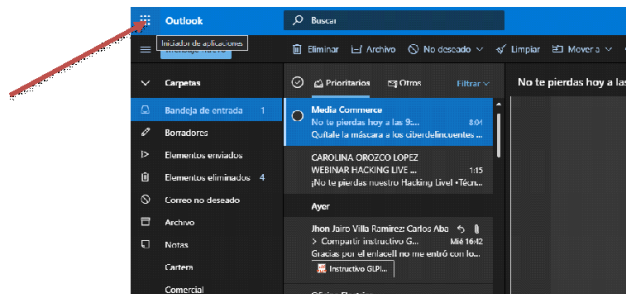 Outlook
Buscar
Iniciador de aplicaciones
Eliminar Archivo No deseado Limpiar Mover a
Carpetas
Prioritarios Otros Filtrar
No te pierdas hoy a las
Bandeja de entrada 1
Borradores
Elementos enviados
Elementos eliminados 4
Correo no deseado
Archivo
Notas
Cartera
Comercial
Media Commerce
No te pierdas hoy a las 9:... 8:04
Quítale la máscara a los ciberdelincuentes ...
CAROLINA OROZCO LOPEZ
WEBINAR HACKING LIVE ... 1:15
¡No te pierdas nuestro Hacking Live! •Técn...
Ayer
Jhon Jairo Villa Ramirez; Carlos Aba
> Compartir instructivo G... Mié 16:42
Gracias por el enlace!I no me entró con lo...
Instructivo GLPI...